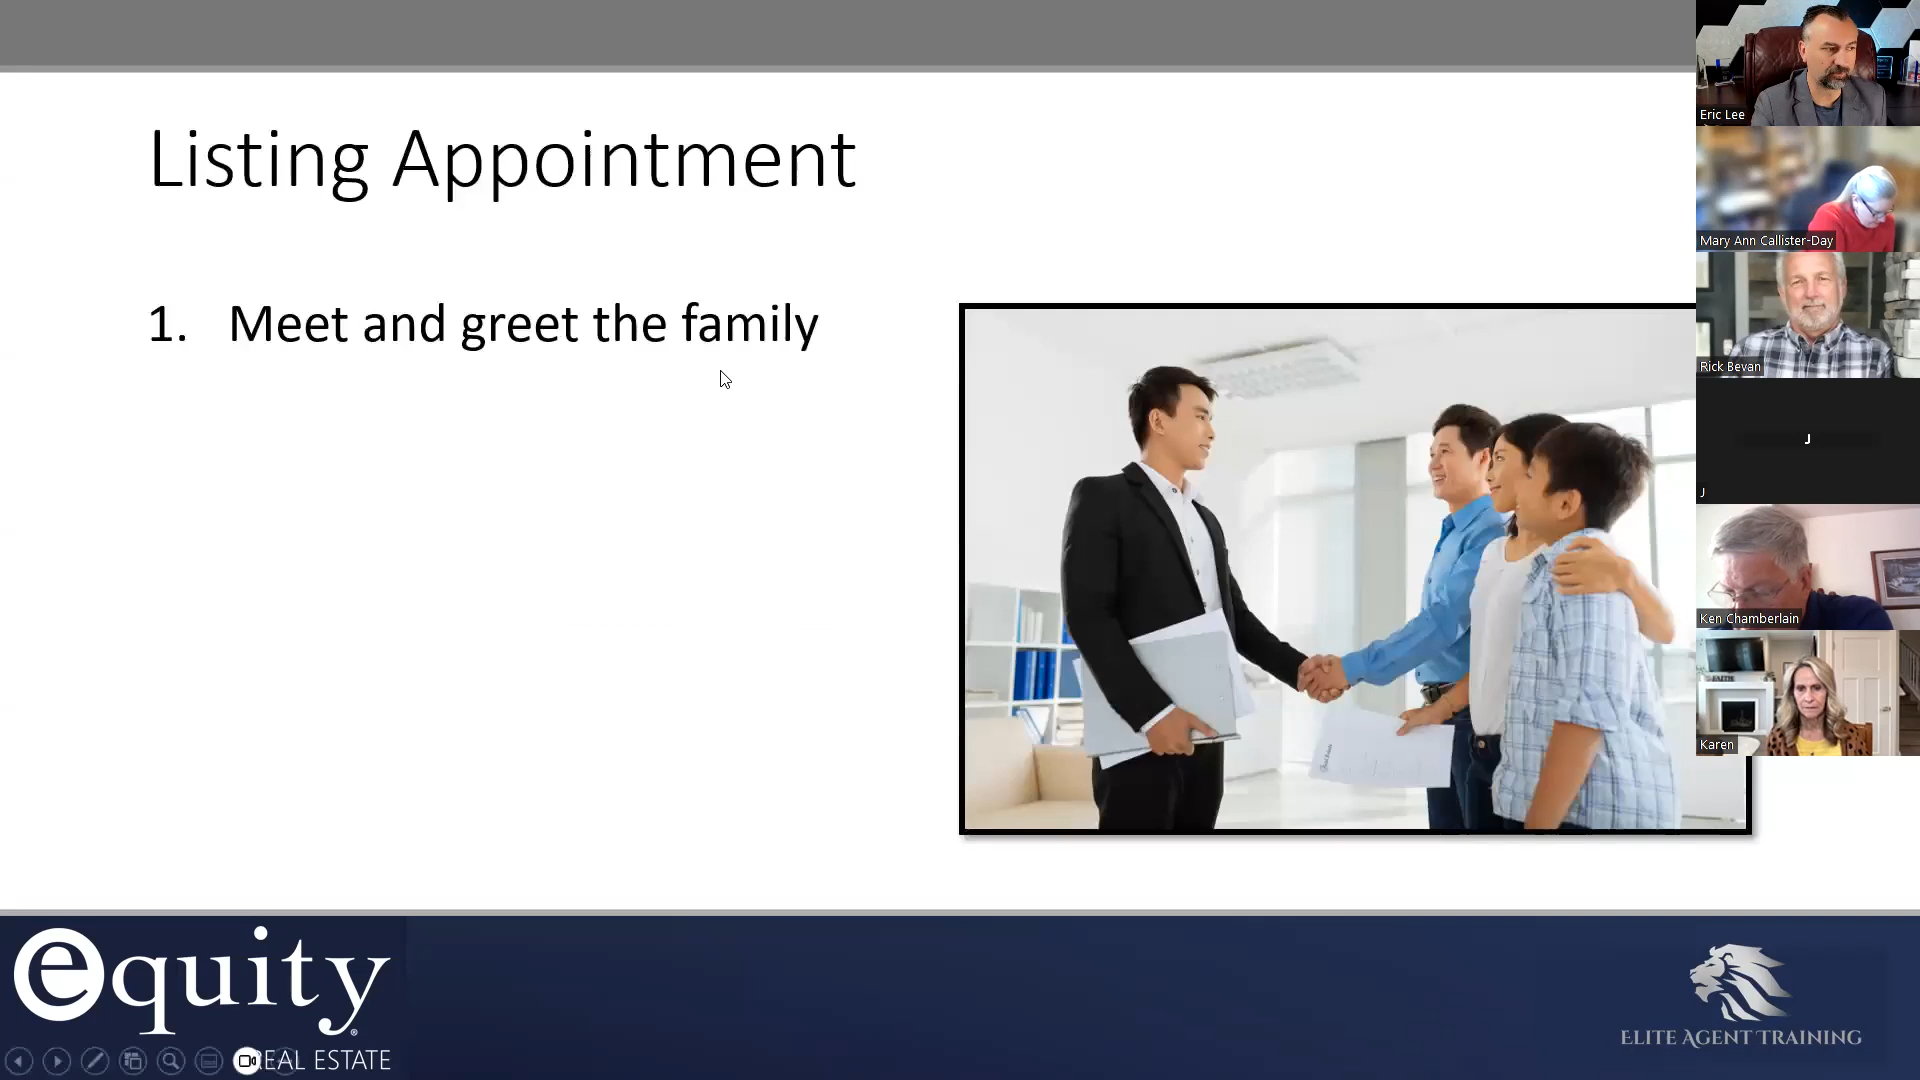 Listing Appointment
1. Meet and greet the family
Eric Lee
Mary Ann Callister-Day
Rick Bevan
J
J
Ken Chamberlain
Karen
equity®
REAL ESTATE
ELITE AGENT TRAINING